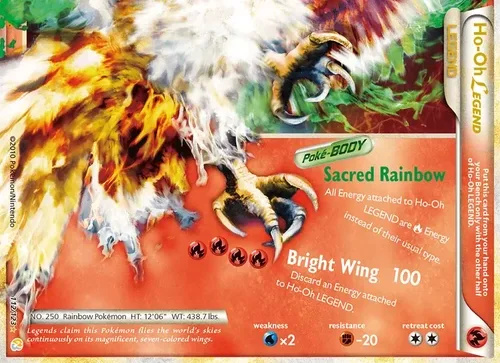 LEGEND
Ho-Oh LEGEND
Put this card from your hand onto
your Bench only with the other half
of Ho-Oh LEGEND.
Poké-BODY
Sacred Rainbow
All Energy attached to Ho-Oh
LEGEND are Energy
instead of their usual type.
Bright Wing 100
Discard an Energy attached
to Ho-Oh LEGEND.
©2010 Pokémon/Nintendo
112/123
NO. 250 Rainbow Pokémon HT: 12'06" WT: 438.7 lbs.
Legends claim this Pokémon flies the world's skies
continuously on its magnificent, seven-colored wings.
weakness resistance retreat cost
×2 -20